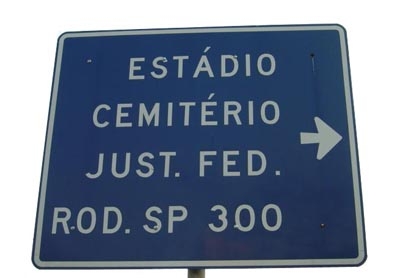 ESTÁDIO
CEMITÉRIO
JUST. FED.
ROD. SP 300